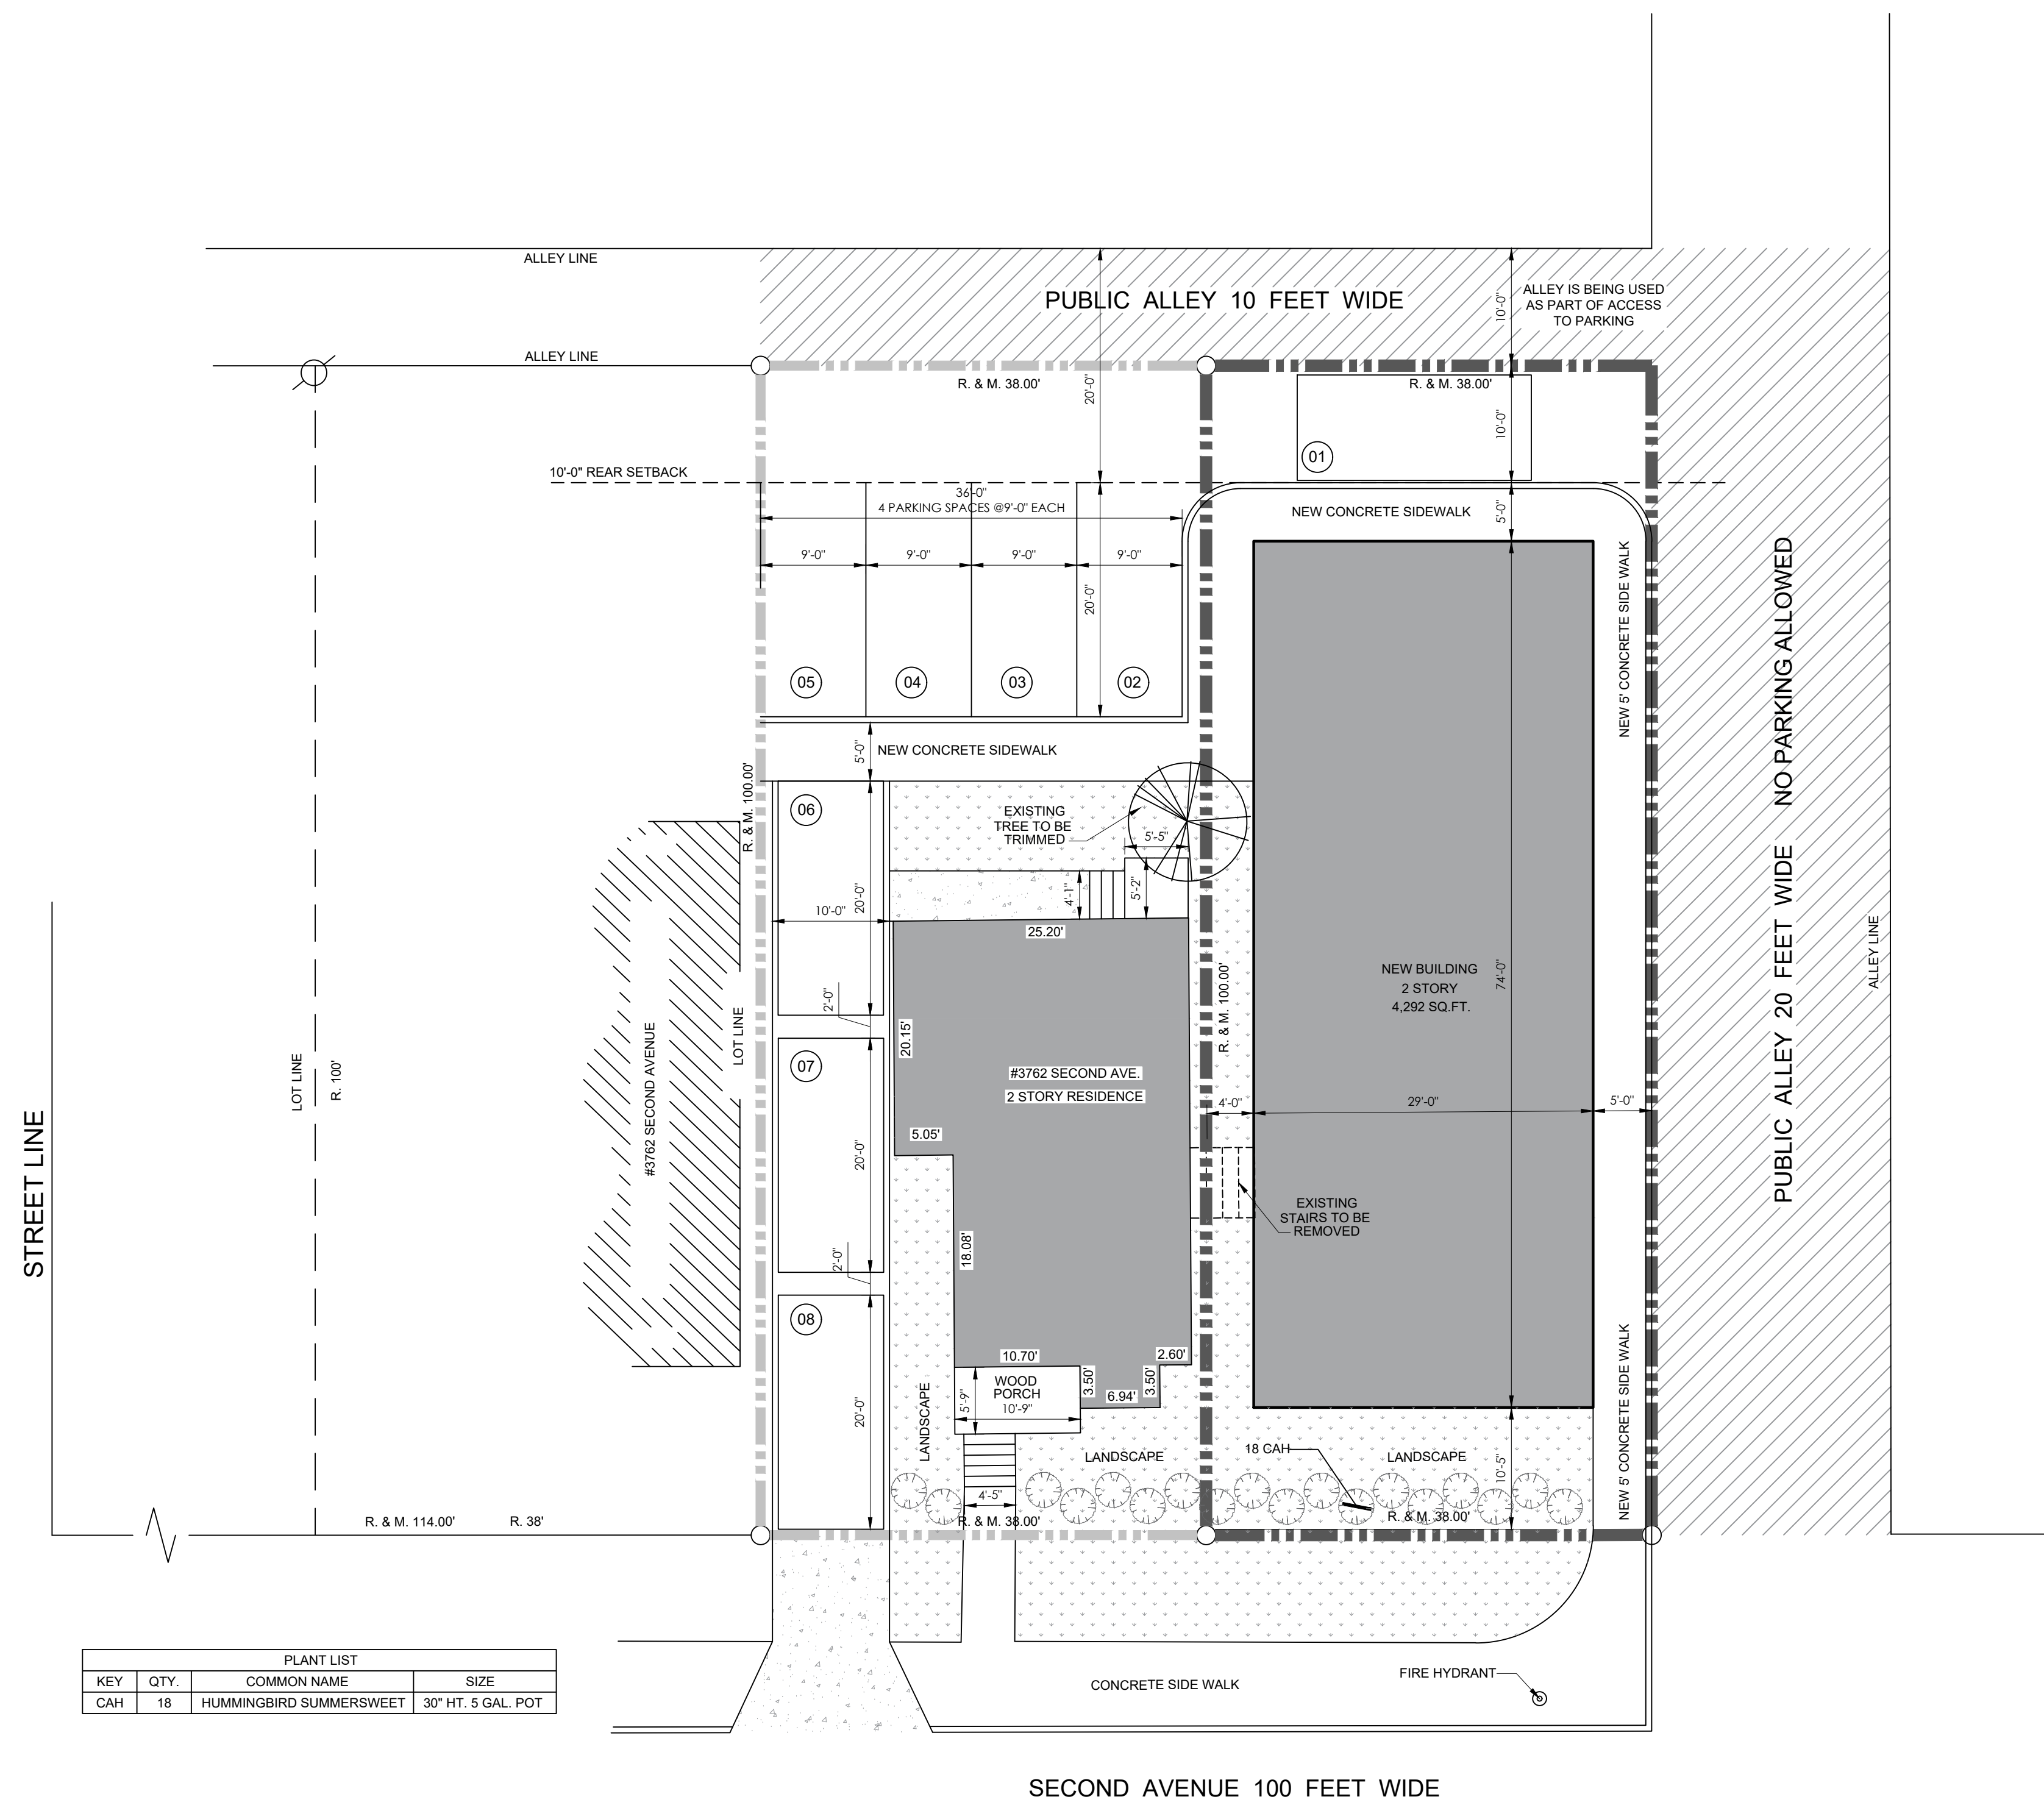 ALLEY LINE
PUBLIC ALLEY 10 FEET WIDE
10'-0"
ALLEY IS BEING USED
AS PART OF ACCESS
TO PARKING
ALLEY LINE
R. & M. 38.00'
20'-0"
R. & M. 38.00'
10'-0"
01
10'-0" REAR SETBACK
36'-0"
4 PARKING SPACES @9'-0" EACH
NEW CONCRETE SIDEWALK
5'-0"
9'-0"
9'-0"
9'-0"
9'-0"
20'-0"
NEW 5' CONCRETE SIDE WALK
05
04
03
02
5'-0"
NEW CONCRETE SIDEWALK
R. & M. 100.00'
06
EXISTING
TREE TO BE
TRIMMED
5'-5"
20'-0"
4'-1"
5'-2"
10'-0"
25.20'
NO PARKING ALLOWED
PUBLIC ALLEY 20 FEET WIDE
ALLEY LINE
NEW BUILDING
2 STORY
4,292 SQ.FT.
74'-0"
2'-0"
20.15'
R. & M. 100.00'
LOT LINE
#3762 SECOND AVENUE
LOT LINE
R. 100'
07
#3762 SECOND AVE.
2 STORY RESIDENCE
4'-0"
29'-0"
5'-0"
STREET LINE
5.05'
20'-0"
EXISTING
STAIRS TO BE
REMOVED
18.08'
2'-0"
08
10.70'
2.60'
WOOD
PORCH
10'-9"
5'-9"
3.50'
6.94'
3.50'
20'-0"
LANDSCAPE
LANDSCAPE
18 CAH
LANDSCAPE
10'-5"
NEW 5' CONCRETE SIDE WALK
4'-5"
R. & M. 114.00'
R. 38'
R. & M. 38.00'
R. & M. 38.00'
PLANT LIST
KEY QTY. COMMON NAME SIZE
CAH 18 HUMMINGBIRD SUMMERSWEET 30" HT. 5 GAL. POT
FIRE HYDRANT
CONCRETE SIDE WALK
SECOND AVENUE 100 FEET WIDE